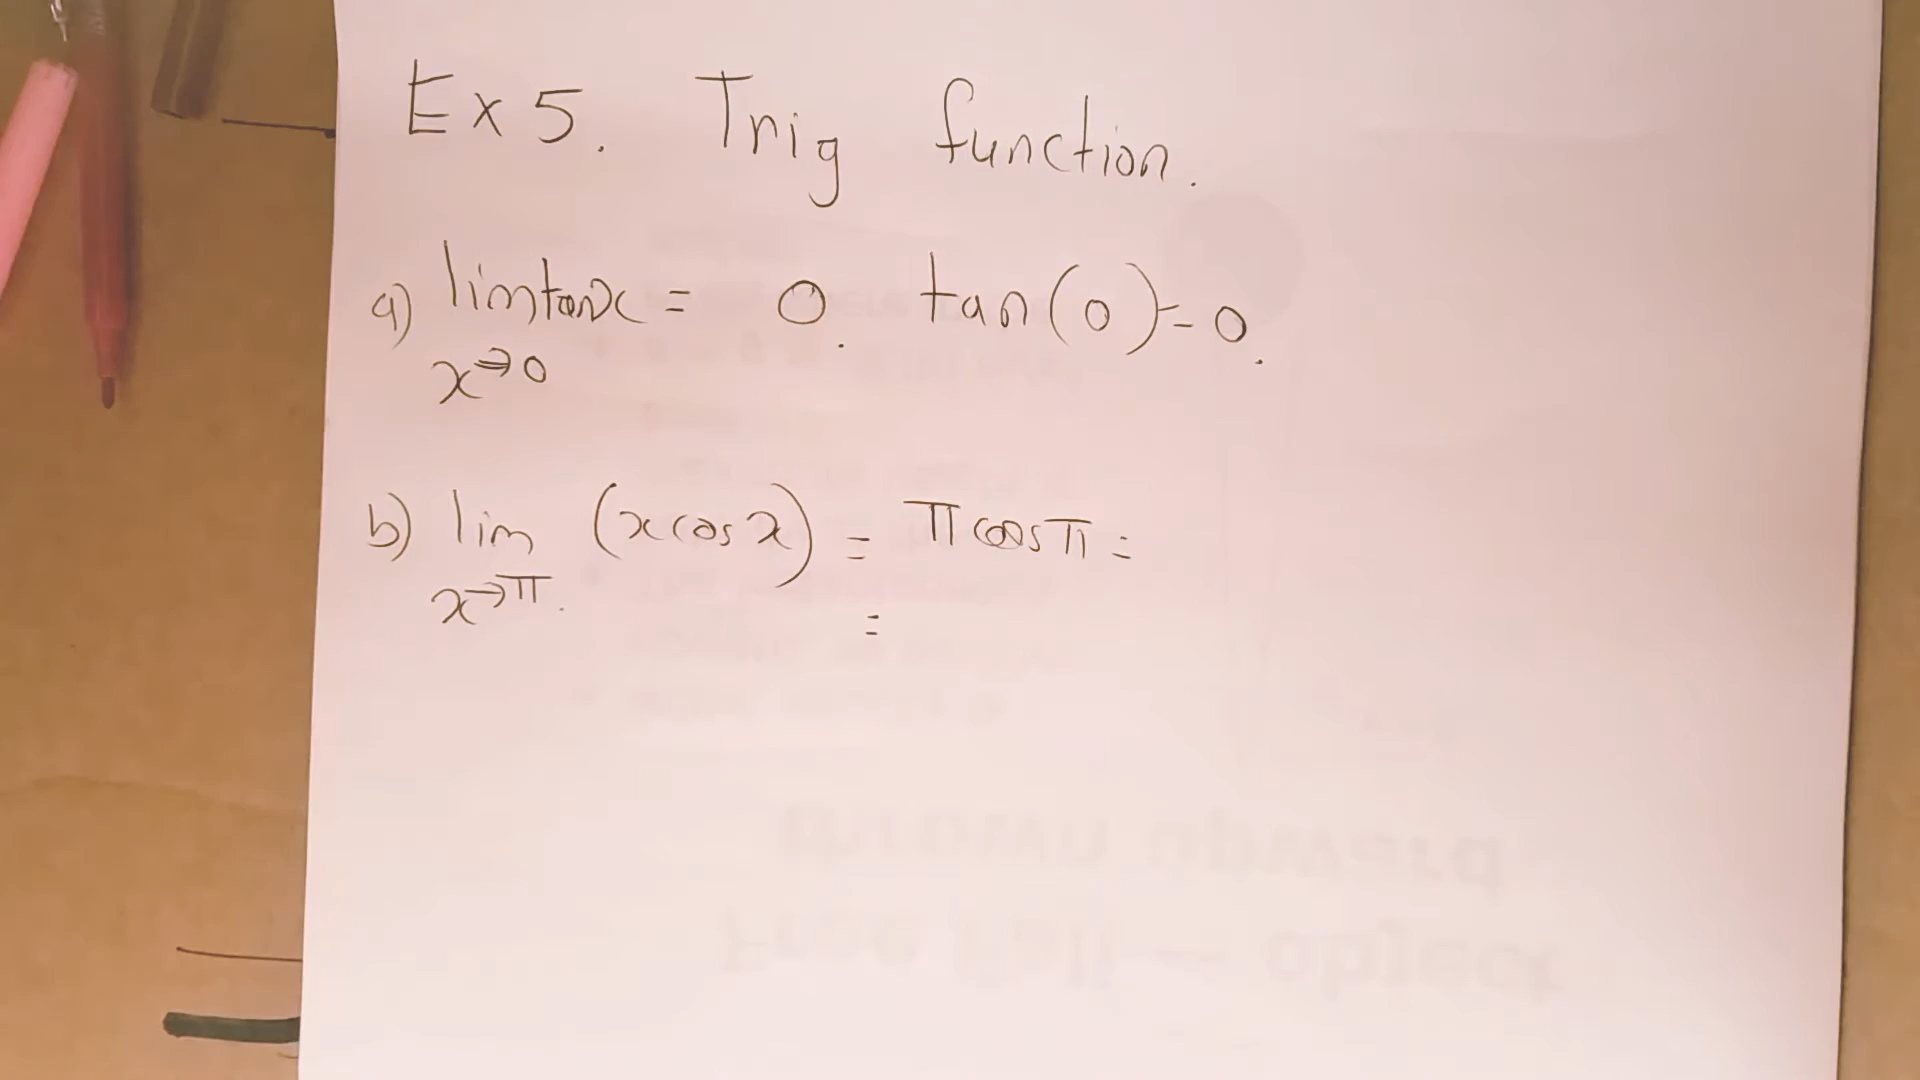 Ex 5. Trig function.
a) lim tan x = 0. tan(0) = 0.
x→0
b) lim (x cos x) = π cos π =
x→π.
=